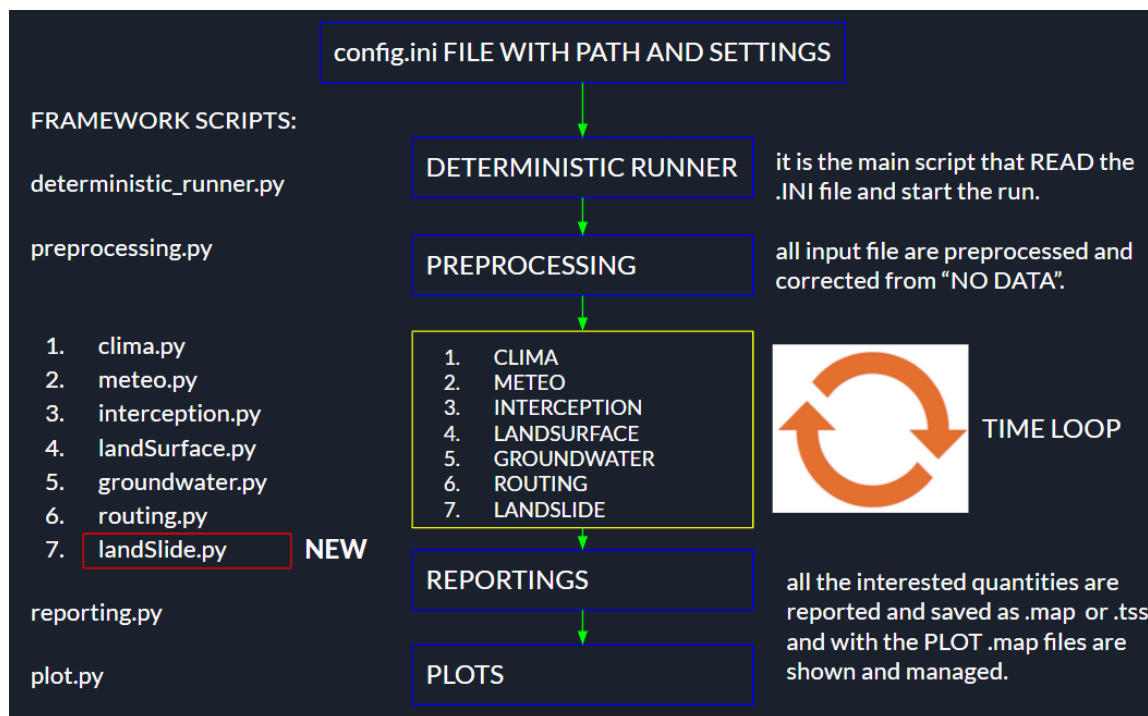 config.ini FILE WITH PATH AND SETTINGS
FRAMEWORK SCRIPTS:
deterministic_runner.py
preprocessing.py
1. clima.py
2. meteo.py
3. interception.py
4. landSurface.py
5. groundwater.py
6. routing.py
7. landSlide.py
NEW
reporting.py
plot.py
DETERMINISTIC RUNNER
PREPROCESSING
1. CLIMA
2. METEO
3. INTERCEPTION
4. LANDSURFACE
5. GROUNDWATER
6. ROUTING
7. LANDSLIDE
REPORTINGS
PLOTS
it is the main script that READ the
.INI file and start the run.
all input file are preprocessed and
corrected from “NO DATA”.
TIME LOOP
all the interested quantities are
reported and saved as .map or .tss
and with the PLOT .map files are
shown and managed.